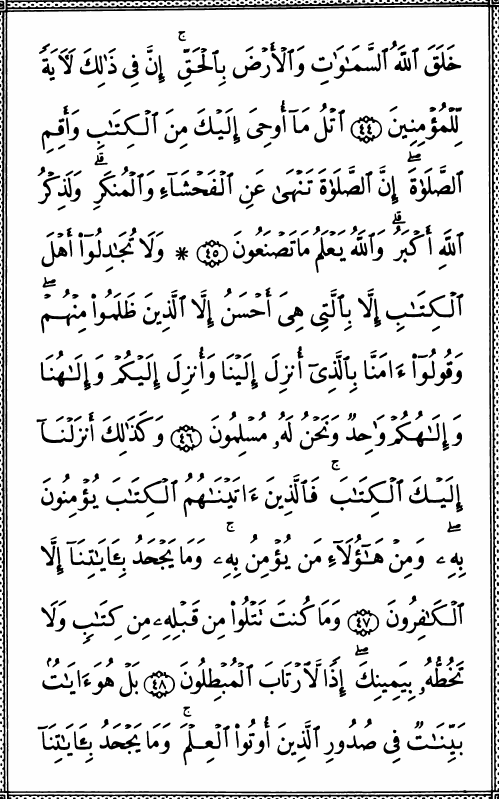 خَلَقَ ٱللَّهُ ٱلسَّمَٰوَٰتِ وَٱلْأَرْضَ بِٱلْحَقِّ ۚ إِنَّ فِى ذَٰلِكَ لَءَايَةً
لِّلْمُؤْمِنِينَ ٤٤ ٱتْلُ مَآ أُوحِىَ إِلَيْكَ مِنَ ٱلْكِتَٰبِ وَأَقِمِ
ٱلصَّلَوٰةَ ۖ إِنَّ ٱلصَّلَوٰةَ تَنْهَىٰ عَنِ ٱلْفَحْشَآءِ وَٱلْمُنكَرِ ۗ وَلَذِكْرُ
ٱللَّهِ أَكْبَرُ ۗ وَٱللَّهُ يَعْلَمُ مَا تَصْنَعُونَ ٤٥ * وَلَا تُجَٰدِلُوٓا۟ أَهْلَ
ٱلْكِتَٰبِ إِلَّا بِٱلَّتِى هِىَ أَحْسَنُ إِلَّا ٱلَّذِينَ ظَلَمُوا۟ مِنْهُمْ ۖ
وَقُولُوٓا۟ ءَامَنَّا بِٱلَّذِىٓ أُنزِلَ إِلَيْنَا وَأُنزِلَ إِلَيْكُمْ وَإِلَٰهُنَا
وَإِلَٰهُكُمْ وَٰحِدٌ وَنَحْنُ لَهُۥ مُسْلِمُونَ ٤٦ وَكَذَٰلِكَ أَنزَلْنَآ
إِلَيْكَ ٱلْكِتَٰبَ ۚ فَٱلَّذِينَ ءَاتَيْنَٰهُمُ ٱلْكِتَٰبَ يُؤْمِنُونَ
بِهِۦ ۖ وَمِنْ هَٰٓؤُلَآءِ مَن يُؤْمِنُ بِهِۦ ۚ وَمَا يَجْحَدُ بِـَٔايَٰتِنَآ إِلَّا
ٱلْكَٰفِرُونَ ٤٧ وَمَا كُنتَ تَتْلُوا۟ مِن قَبْلِهِۦ مِن كِتَٰبٍ وَلَا
تَخُطُّهُۥ بِيَمِينِكَ ۖ إِذًا لَّٱرْتَابَ ٱلْمُبْطِلُونَ ٤٨ بَلْ هُوَ ءَايَٰتٌۢ
بَيِّنَٰتٌ فِى صُدُورِ ٱلَّذِينَ أُوتُوا۟ ٱلْعِلْمَ ۚ وَمَا يَجْحَدُ بِـَٔايَٰتِنَآ